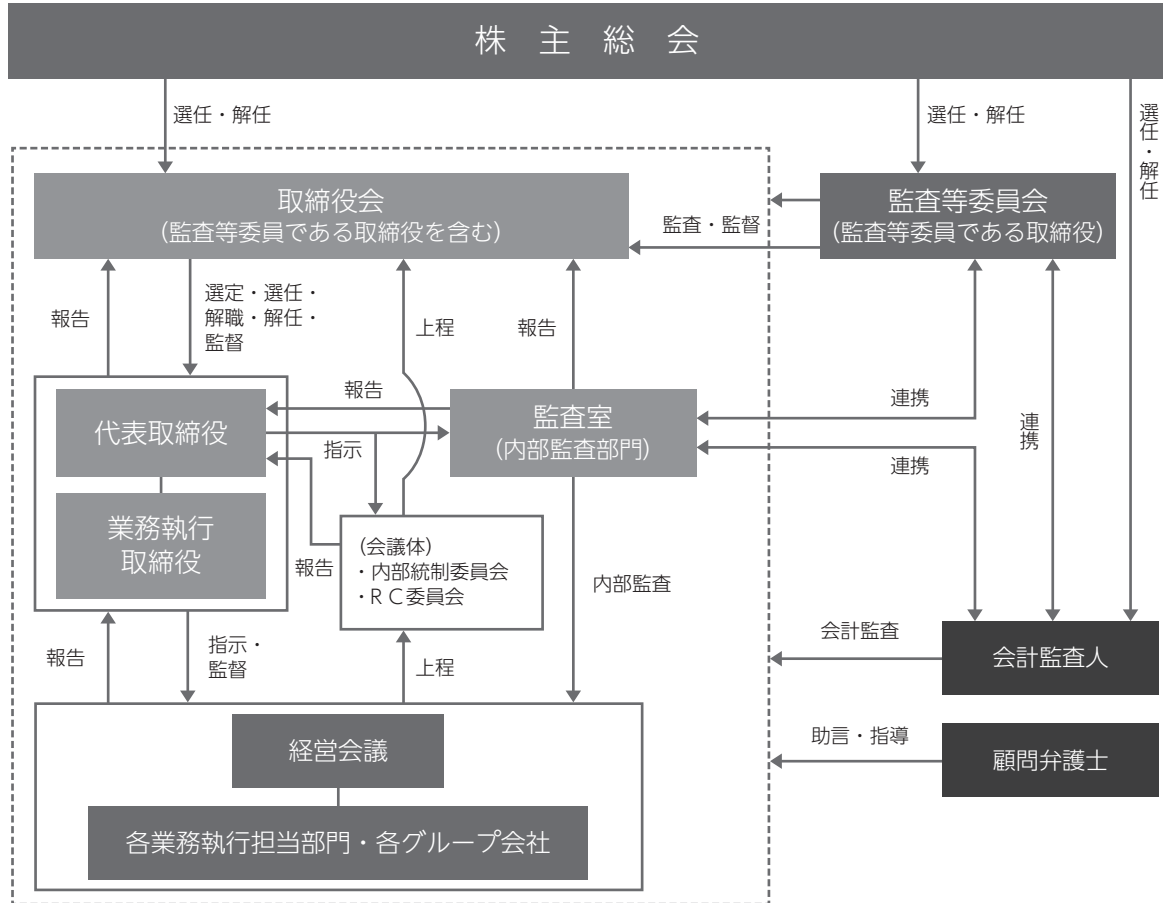 株主総会
選任・解任
選任・解任
選任・解任
取締役会
(監査等委員である取締役を含む)
監査等委員会
(監査等委員である取締役)
監査・監督
報告
選定・選任・
解職・解任・
監督
上程
報告
代表取締役
報告
監査室
(内部監査部門)
連携
指示
連携
連携
業務執行
取締役
報告
(会議体)
・内部統制委員会
・RC委員会
内部監査
報告
指示・
監督
上程
会計監査
会計監査人
経営会議
助言・指導
顧問弁護士
各業務執行担当部門・各グループ会社